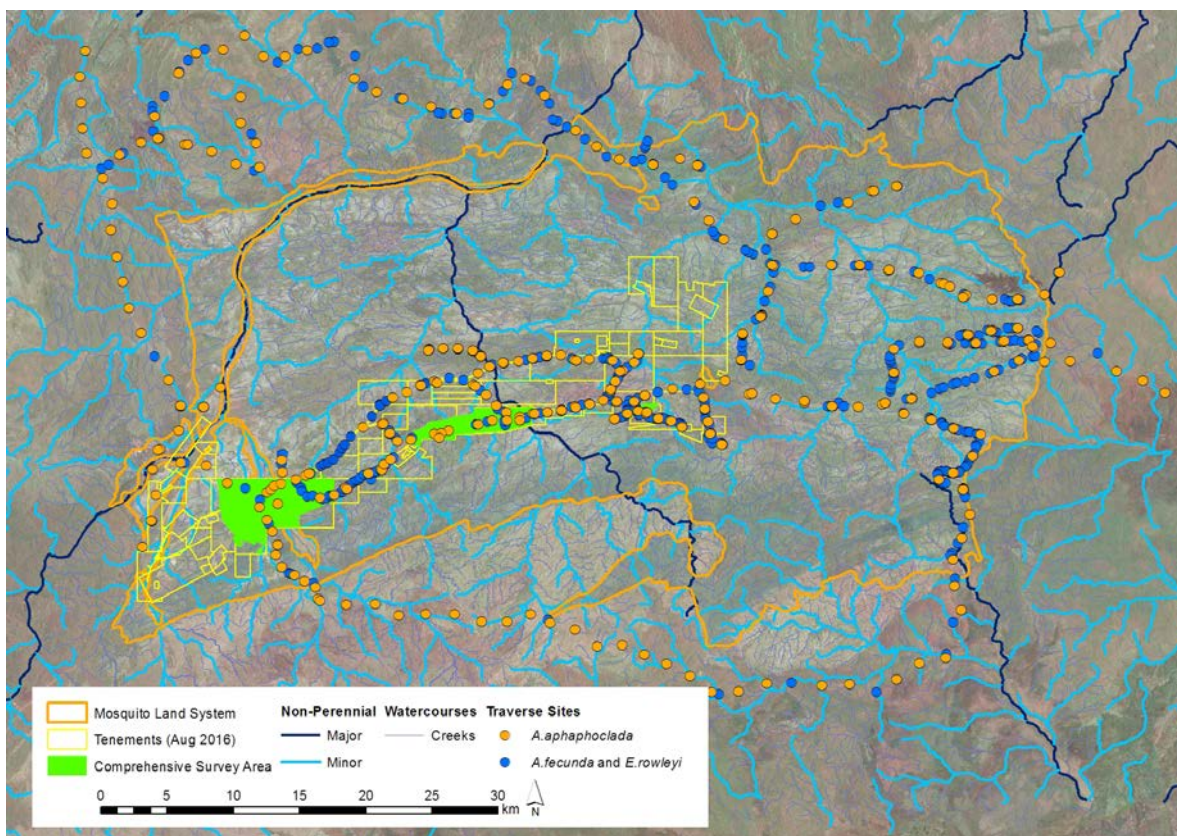 Mosquito Land System
Tenements (Aug 2016)
Comprehensive Survey Area
Non-Perennial Watercourses
Major
Minor
Creeks
Traverse Sites
A.aphaphoclada
A.fecunda and E.rowleyi
0 5 10 15 20 25 30
km
N